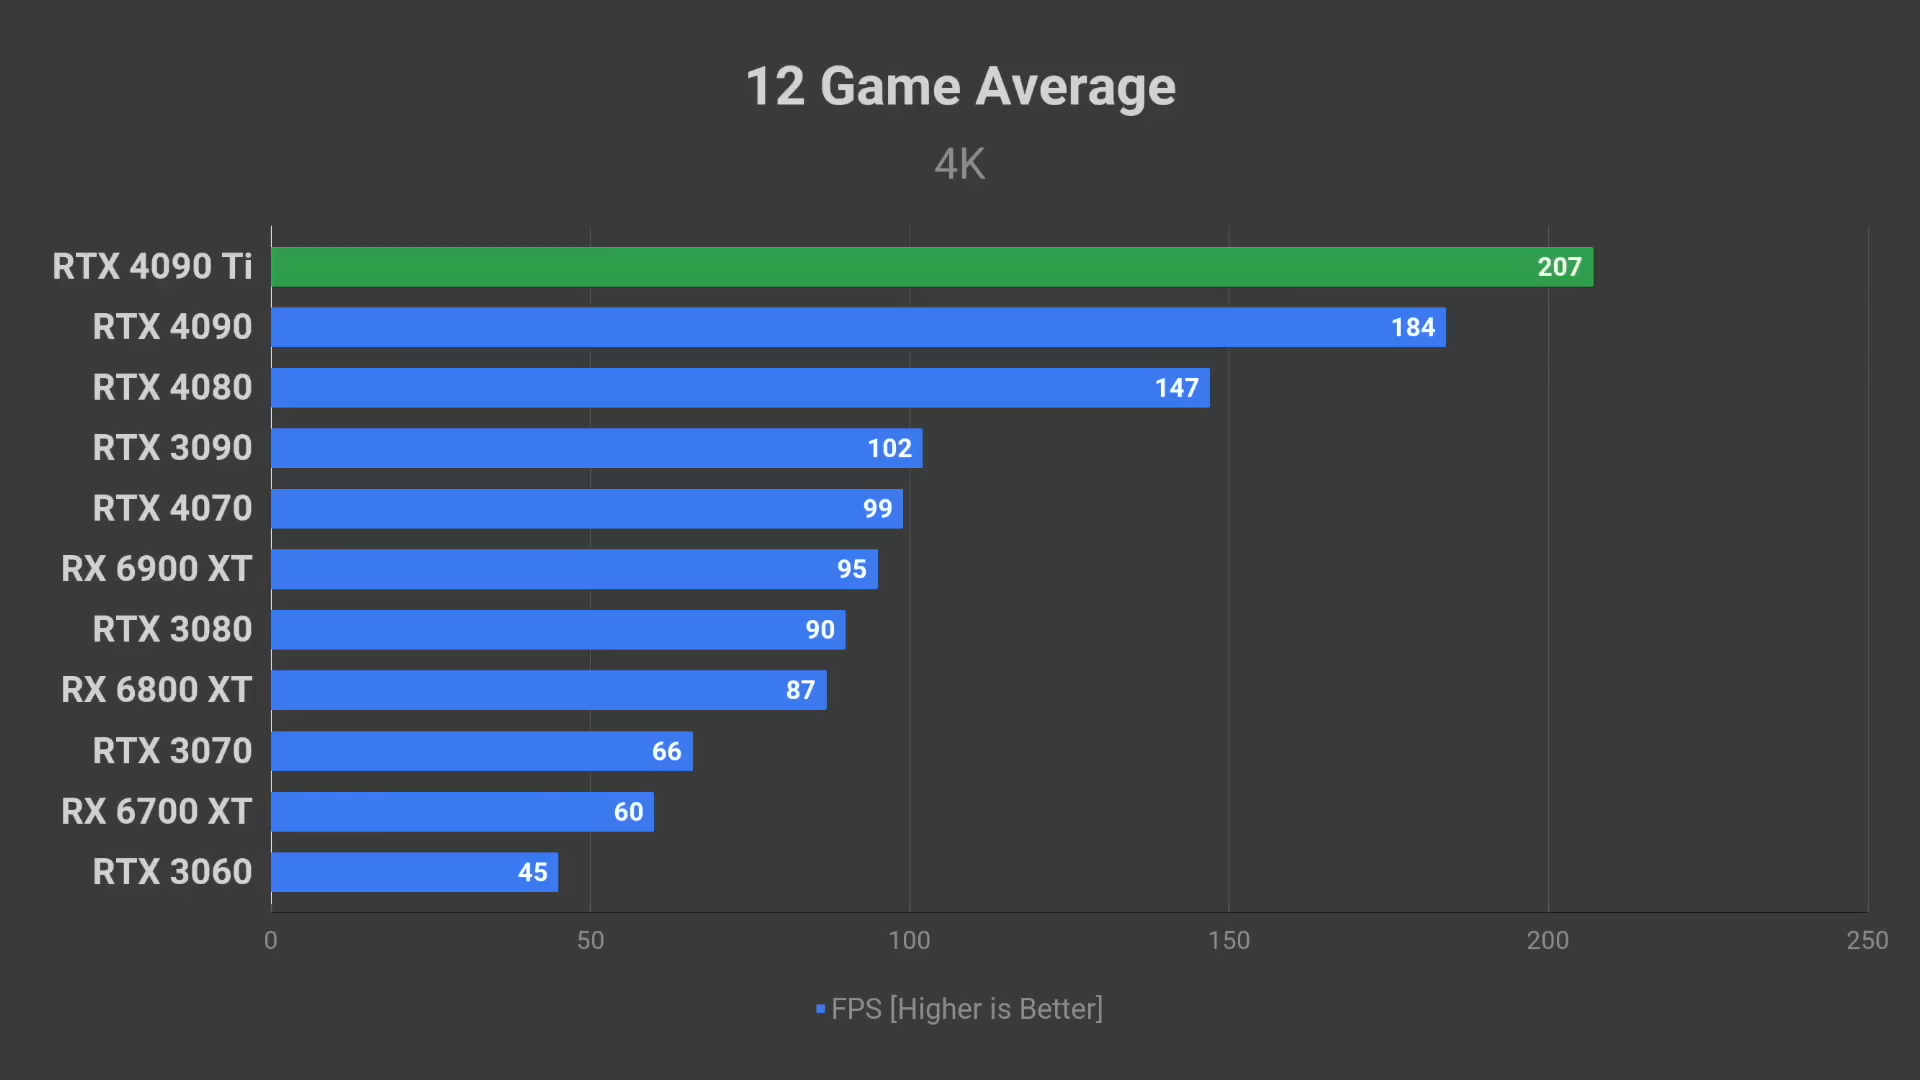 12 Game Average
4K
RTX 4090 Ti 207
RTX 4090 184
RTX 4080 147
RTX 3090 102
RTX 4070 99
RX 6900 XT 95
RTX 3080 90
RX 6800 XT 87
RTX 3070 66
RX 6700 XT 60
RTX 3060 45
0 50 100 150 200 250
FPS [Higher is Better]